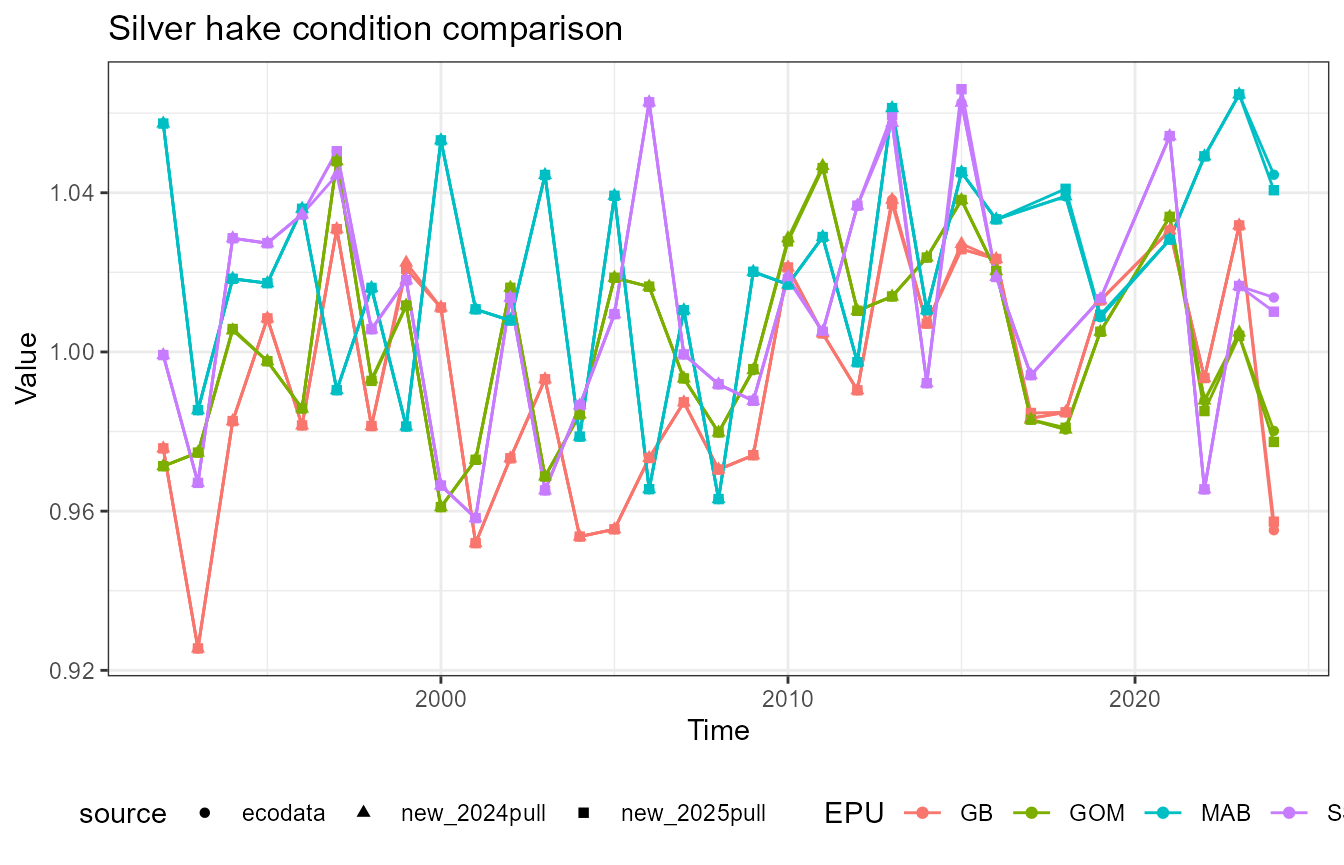 Silver hake condition comparison
1.04
1.00
0.96
0.92
Value
2000 2010 2020
Time
source ecodata new_2024pull new_2025pull EPU GB GOM MAB